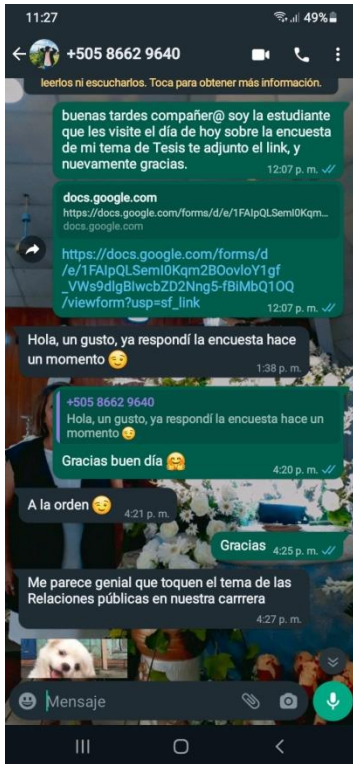 11:27
49%
+505 8662 9640
leerlos ni escucharlos. Toca para obtener más información.
buenas tardes compañer@ soy la estudiante
que les visite el día de hoy sobre la encuesta
de mi tema de Tesis te adjunto el link, y
nuevamente gracias.
12:07 p. m.
docs.google.com
https://docs.google.com/forms/d/e/1FAIpQLSemI0Kqm...
docs.google.com
https://docs.google.com/forms/d
/e/1FAIpQLSemI0Kqm2BOovloY1gf
_VWs9dlgBIwcbZD2Nng5-fBiMbQ1OQ
/viewform?usp=sf_link
12:07 p. m.
Hola, un gusto, ya respondí la encuesta hace
un momento 😉
1:38 p. m.
+505 8662 9640
Hola, un gusto, ya respondí la encuesta hace un
momento 😉
Gracias buen día 🤗
4:20 p. m.
A la orden 😉
4:21 p. m.
Gracias
4:25 p. m.
Me parece genial que toquen el tema de las
Relaciones públicas en nuestra carrrera
4:27 p. m.
Mensaje